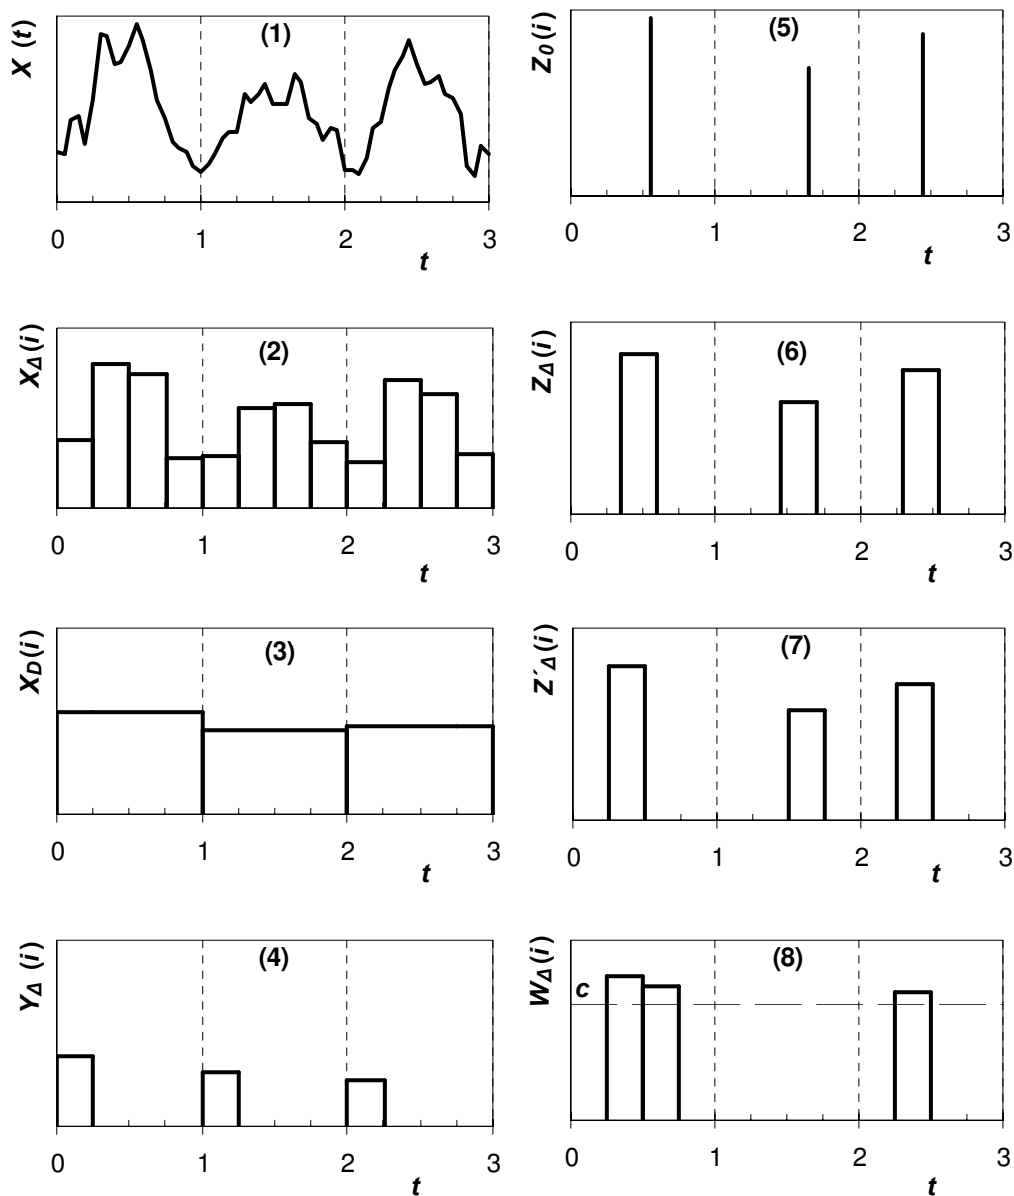 X (t)
(1)
0 1 2 3
t
Z0(i)
(5)
0 1 2 3
t
XΔ(i)
(2)
0 1 2 3
t
ZΔ(i)
(6)
0 1 2 3
t
XD(i)
(3)
0 1 2 3
t
Z´Δ(i)
(7)
0 1 2 3
t
YΔ (i)
(4)
0 1 2 3
t
WΔ(i)
(8)
c
0 1 2 3
t